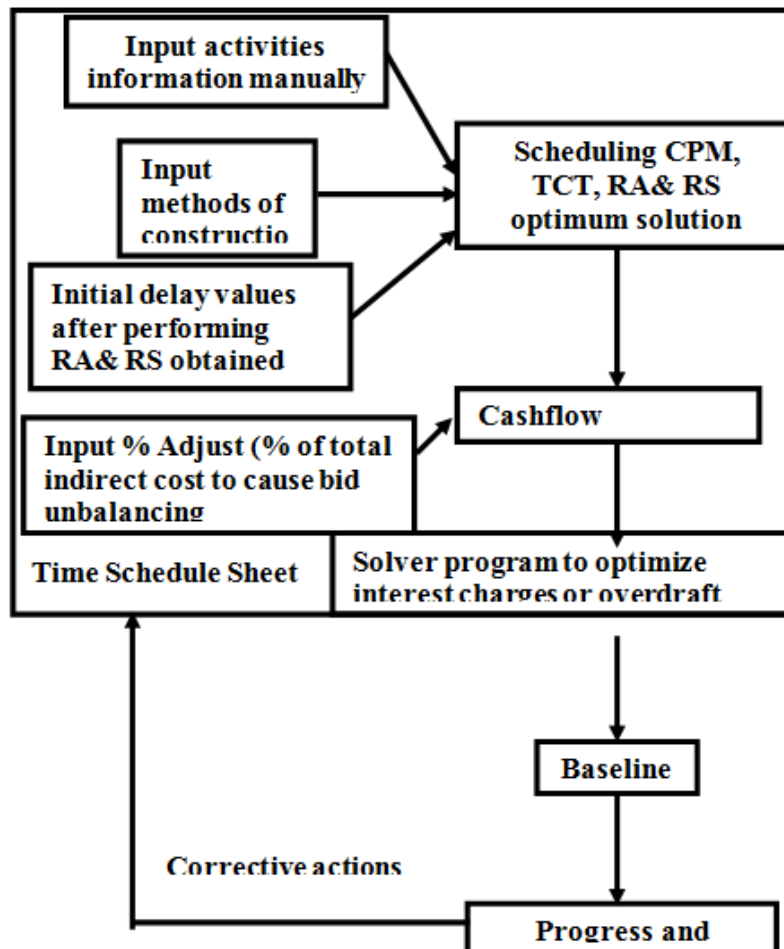 Input activities
information manually
Scheduling CPM,
TCT, RA& RS
optimum solution
Input
methods of
constructio
Initial delay values
after performing
RA& RS obtained
Cashflow
Input % Adjust (% of total
indirect cost to cause bid
unbalancing
Time Schedule Sheet
Solver program to optimize
interest charges or overdraft
Baseline
Corrective actions
Progress and